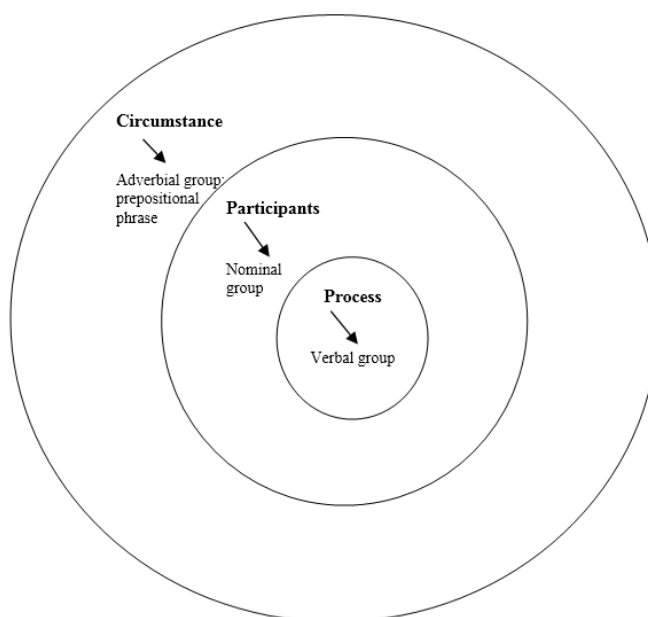 Circumstance
Adverbial group;
prepositional
phrase
Participants
Nominal
group
Process
Verbal group